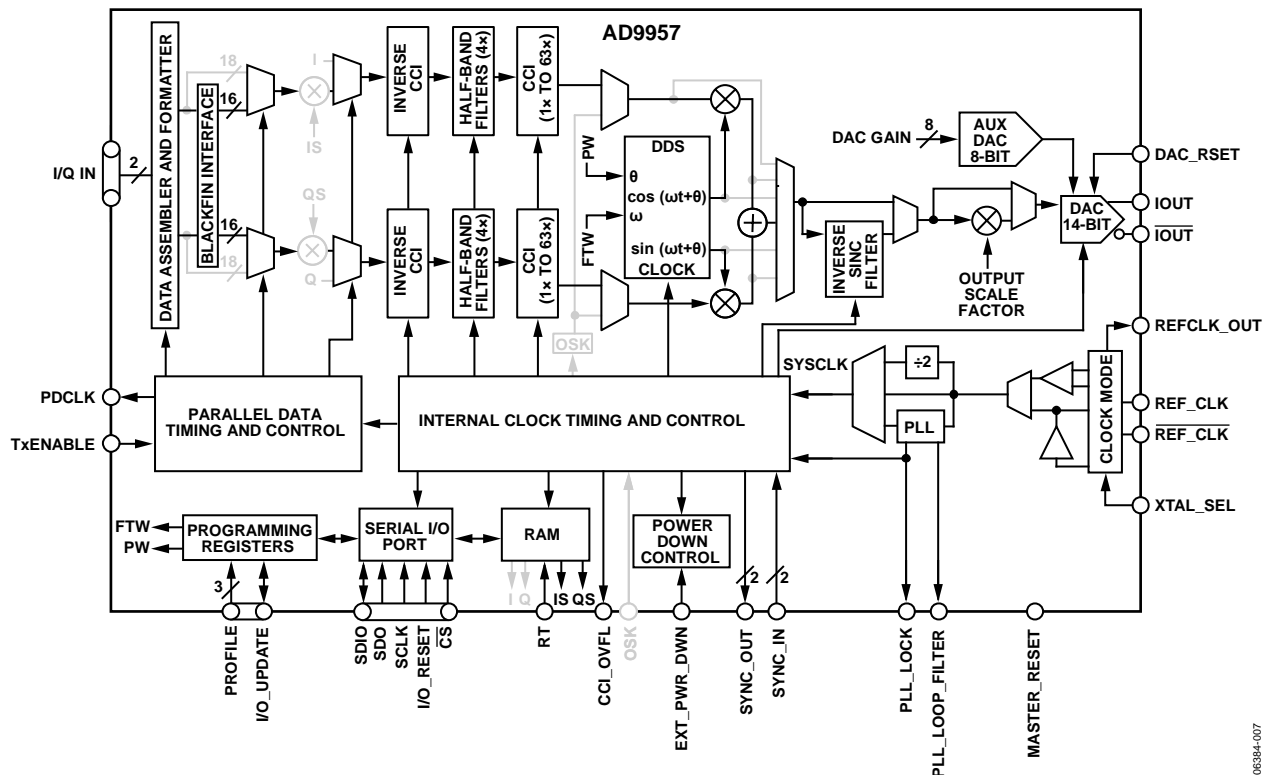 AD9957
I/Q IN
2
DATA ASSEMBLER AND FORMATTER
18
16
BLACKFIN INTERFACE
16
18
IS
QS
I
Q
INVERSE
CCI
HALF-BAND
FILTERS (4×)
CCI
(1× TO 63×)
INVERSE
CCI
HALF-BAND
FILTERS (4×)
CCI
(1× TO 63×)
OSK
PW
FTW
DDS
θ
cos (ωt+θ)
ω
sin (ωt+θ)
CLOCK
INVERSE
SINC
FILTER
OUTPUT
SCALE
FACTOR
DAC GAIN
8
AUX
DAC
8-BIT
DAC
14-BIT
DAC_RSET
IOUT
IOUT
REFCLK_OUT
CLOCK MODE
REF_CLK
REF_CLK
XTAL_SEL
SYSCLK
÷2
PLL
PDCLK
TxENABLE
PARALLEL DATA
TIMING AND CONTROL
INTERNAL CLOCK TIMING AND CONTROL
FTW
PW
PROGRAMMING
REGISTERS
SERIAL I/O
PORT
RAM
POWER
DOWN
CONTROL
3
I
Q
IS
QS
2
2
PROFILE
I/O_UPDATE
SDIO
SDO
SCLK
I/O_RESET
CS
RT
CCI_OVFL
OSK
EXT_PWR_DWN
SYNC_OUT
SYNC_IN
PLL_LOCK
PLL_LOOP_FILTER
MASTER_RESET
06384-007